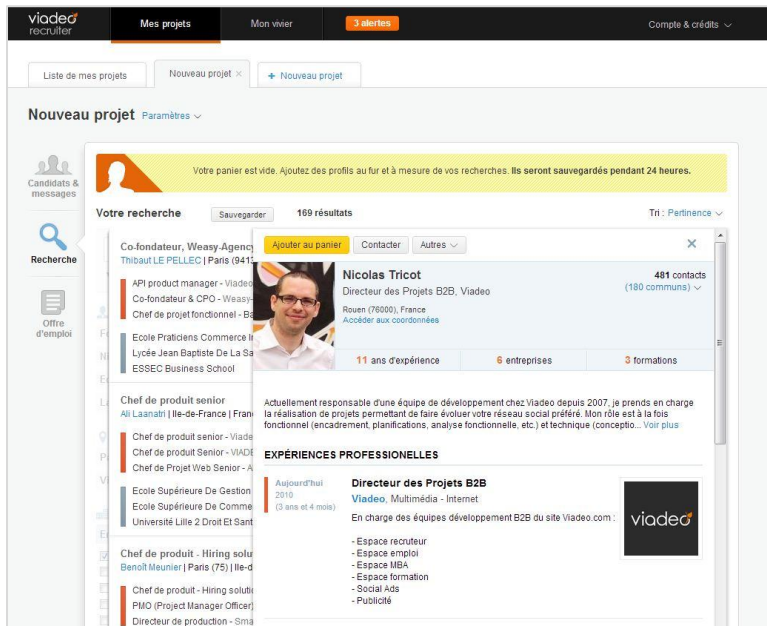 viadeo
recruiter
Mes projets
Mon vivier
3 alertes
Compte & crédits
Liste de mes projets
Nouveau projet ×
+ Nouveau projet
Nouveau projet Paramètres
Votre panier est vide. Ajoutez des profils au fur et à mesure de vos recherches. Ils seront sauvegardés pendant 24 heures.
Candidats &
messages
Recherche
Offre
d'emploi
Votre recherche
Sauvegarder
169 résultats
Tri : Pertinence
Co-fondateur, Weasy-Agency
Thibaut LE PELLEC | Paris (9413
API product manager - Viadeo
Co-fondateur & CPO - Weasy-
Chef de projet fonctionnel - Ba
Ecole Praticiens Commerce I
Lycée Jean Baptiste De La Sa
ESSEC Business School
Chef de produit senior
Ali Laanatri | Ile-de-France | Fran
Chef de produit senior - Viade
Chef de produit Senior - VIADE
Chef de Projet Web Senior - A
Ecole Supérieure De Gestion
Ecole Supérieure De Comme
Université Lille 2 Droit Et Sant
Chef de produit - Hiring solu
Benoît Meunier | Paris (75) | Ile-d
Chef de produit - Hiring soluti
PMO (Project Manager Officer)
Directeur de production - Sma
Ajouter au panier
Contacter
Autres
×
Nicolas Tricot
Directeur des Projets B2B, Viadeo
Rouen (76000), France
Accéder aux coordonnées
481 contacts
(180 communs)
11 ans d'expérience
6 entreprises
3 formations
Actuellement responsable d'une équipe de développement chez Viadeo depuis 2007, je prends en charge
la réalisation de projets permettant de faire évoluer votre réseau social préféré. Mon rôle est à la fois
fonctionnel (encadrement, planifications, analyse fonctionnelle, etc.) et technique (conceptio... Voir plus
EXPÉRIENCES PROFESSIONELLES
Aujourd'hui
2010
(3 ans et 4 mois)
Directeur des Projets B2B
Viadeo, Multimédia - Internet
En charge des équipes développement B2B du site Viadeo.com :
- Espace recruteur
- Espace emploi
- Espace MBA
- Espace formation
- Social Ads
- Publicité
viadeo